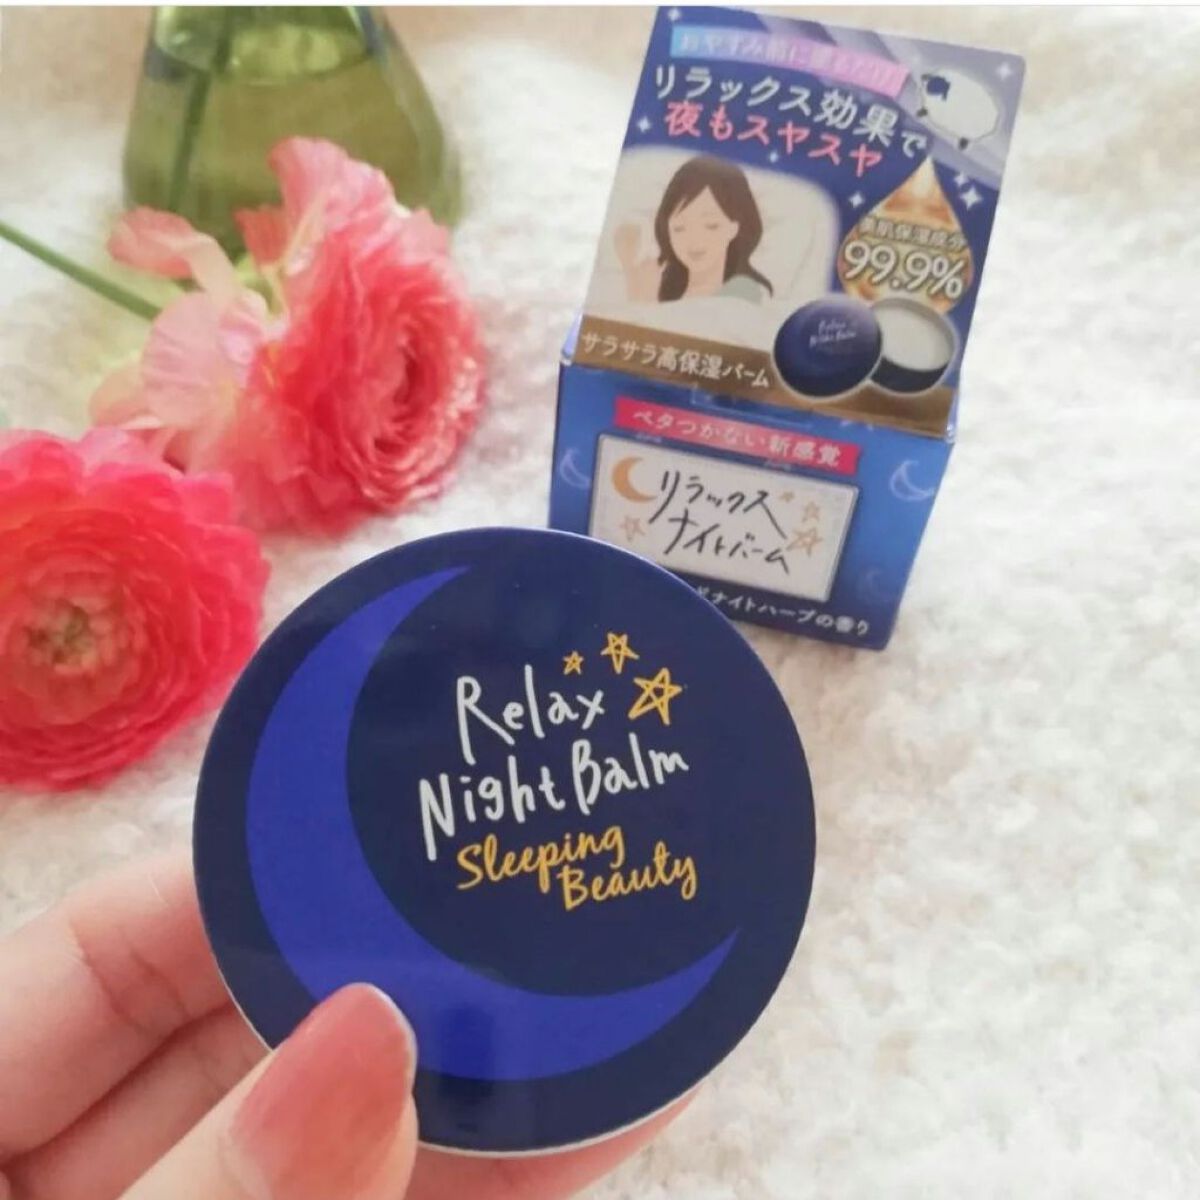 おやすみ前に塗るだけ
リラックス効果で
夜もスヤスヤ
美肌保湿成分
99.9%
Relax
Night Balm
サラサラ高保湿バーム
ベタつかない新感覚
リラックス
ナイトバーム
ドナイトハーブの香り
Relax
Night Balm
Sleeping
Beauty